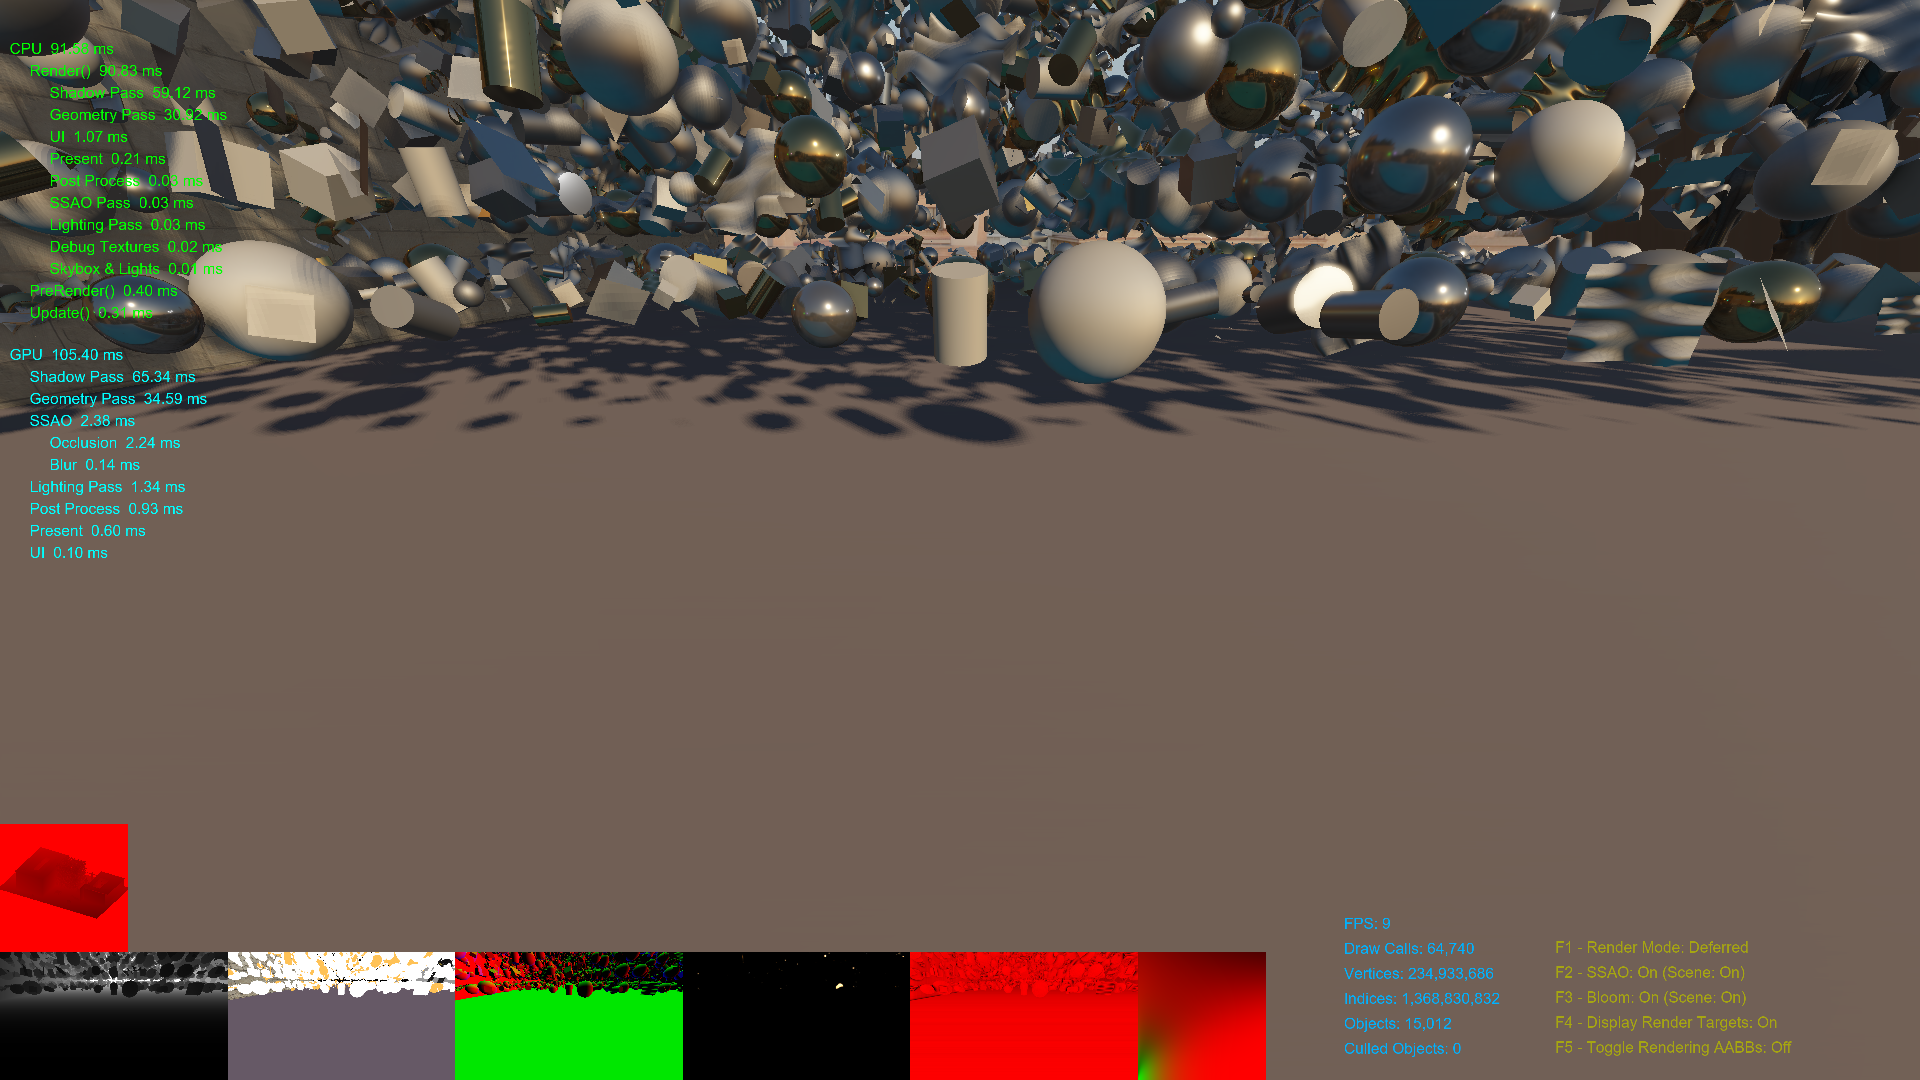 CPU  91.58 ms
Render()  90.83 ms
Shadow Pass  59.12 ms
Geometry Pass  30.92 ms
UI  1.07 ms
Present  0.21 ms
Post Process  0.03 ms
SSAO Pass  0.03 ms
Lighting Pass  0.03 ms
Debug Textures  0.02 ms
Skybox & Lights  0.01 ms
PreRender()  0.40 ms
Update()  0.31 ms
GPU  105.40 ms
Shadow Pass  65.34 ms
Geometry Pass  34.59 ms
SSAO  2.38 ms
Occlusion  2.24 ms
Blur  0.14 ms
Lighting Pass  1.34 ms
Post Process  0.93 ms
Present  0.60 ms
UI  0.10 ms
FPS: 9
Draw Calls: 64,740
Vertices: 234,933,686
Indices: 1,368,830,832
Objects: 15,012
Culled Objects: 0
F1 - Render Mode: Deferred
F2 - SSAO: On (Scene: On)
F3 - Bloom: On (Scene: On)
F4 - Display Render Targets: On
F5 - Toggle Rendering AABBs: Off